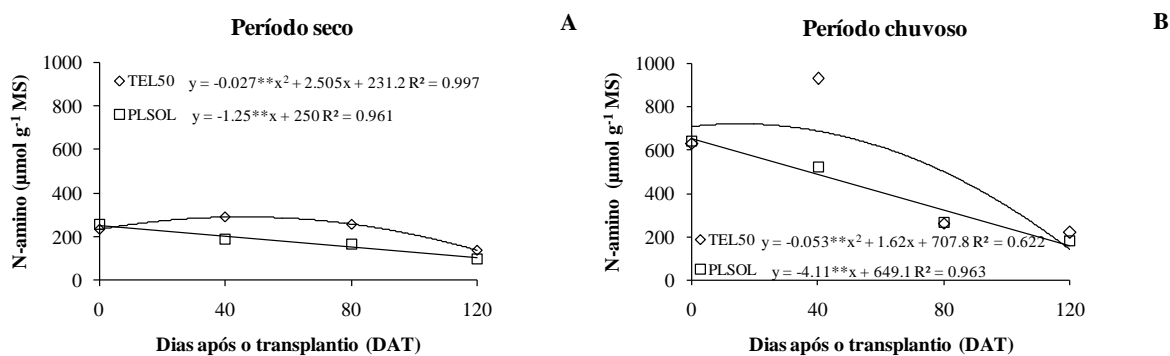 Período seco
A
1000
800
600
400
200
0
TEL50 y = -0.027**x² + 2.505x + 231.2 R² = 0.997
PLSOL y = -1.25**x + 250 R² = 0.961
N-amino (µmol g⁻¹ MS)
0 40 80 120
Dias após o transplantio (DAT)
Período chuvoso
B
1000
800
600
400
200
0
TEL50 y = -0.053**x² + 1.62x + 707.8 R² = 0.622
PLSOL y = -4.11**x + 649.1 R² = 0.963
N-amino (µmol g⁻¹ MS)
0 40 80 120
Dias após o transplantio (DAT)